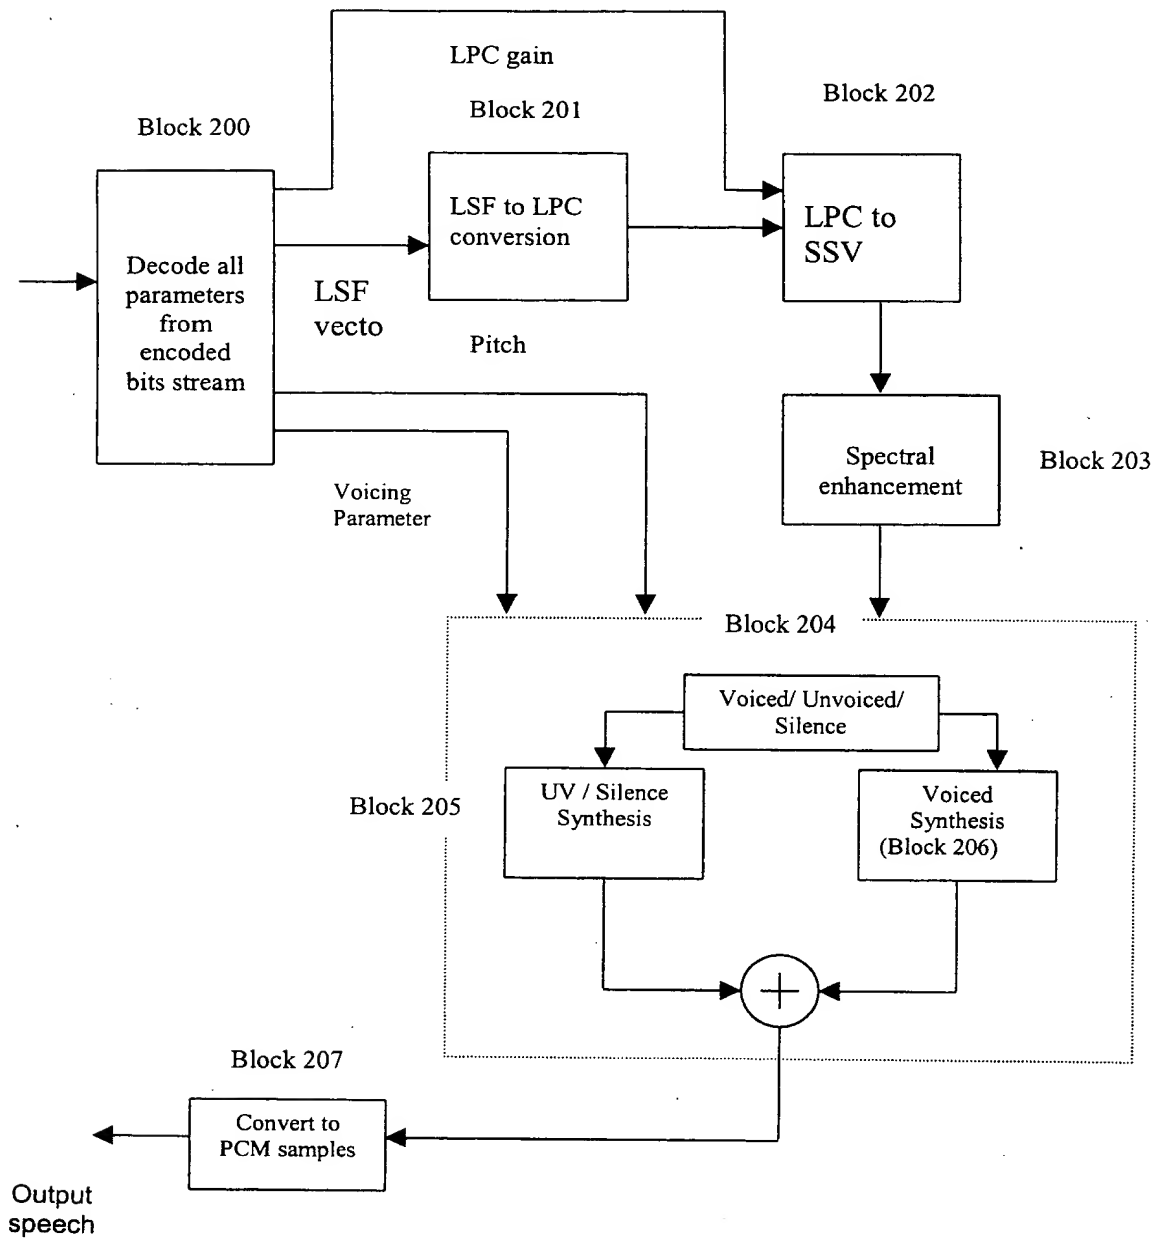 LPC gain
Block 202
Block 201
Block 200
LSF to LPC
conversion
LPC to
SSV
Decode all
parameters
from
encoded
bits stream
LSF
vecto
Pitch
Spectral
enhancement
Block 203
Voicing
Parameter
Block 204
Voiced/ Unvoiced/
Silence
Block 205
UV / Silence
Synthesis
Voiced
Synthesis
(Block 206)
Block 207
Convert to
PCM samples
Output
speech